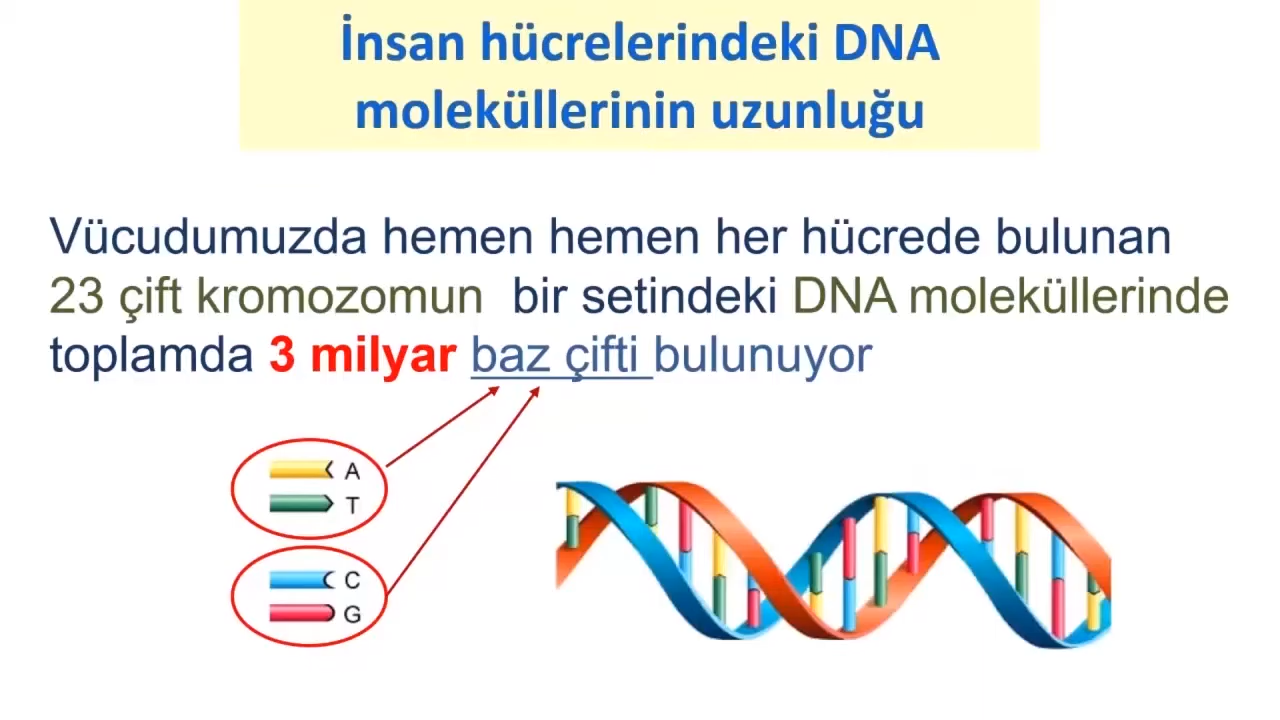 İnsan hücrelerindeki DNA
moleküllerinin uzunluğu
Vücudumuzda hemen hemen her hücrede bulunan
23 çift kromozomun bir setindeki DNA moleküllerinde
toplamda 3 milyar baz çifti bulunuyor
A
T
C
G